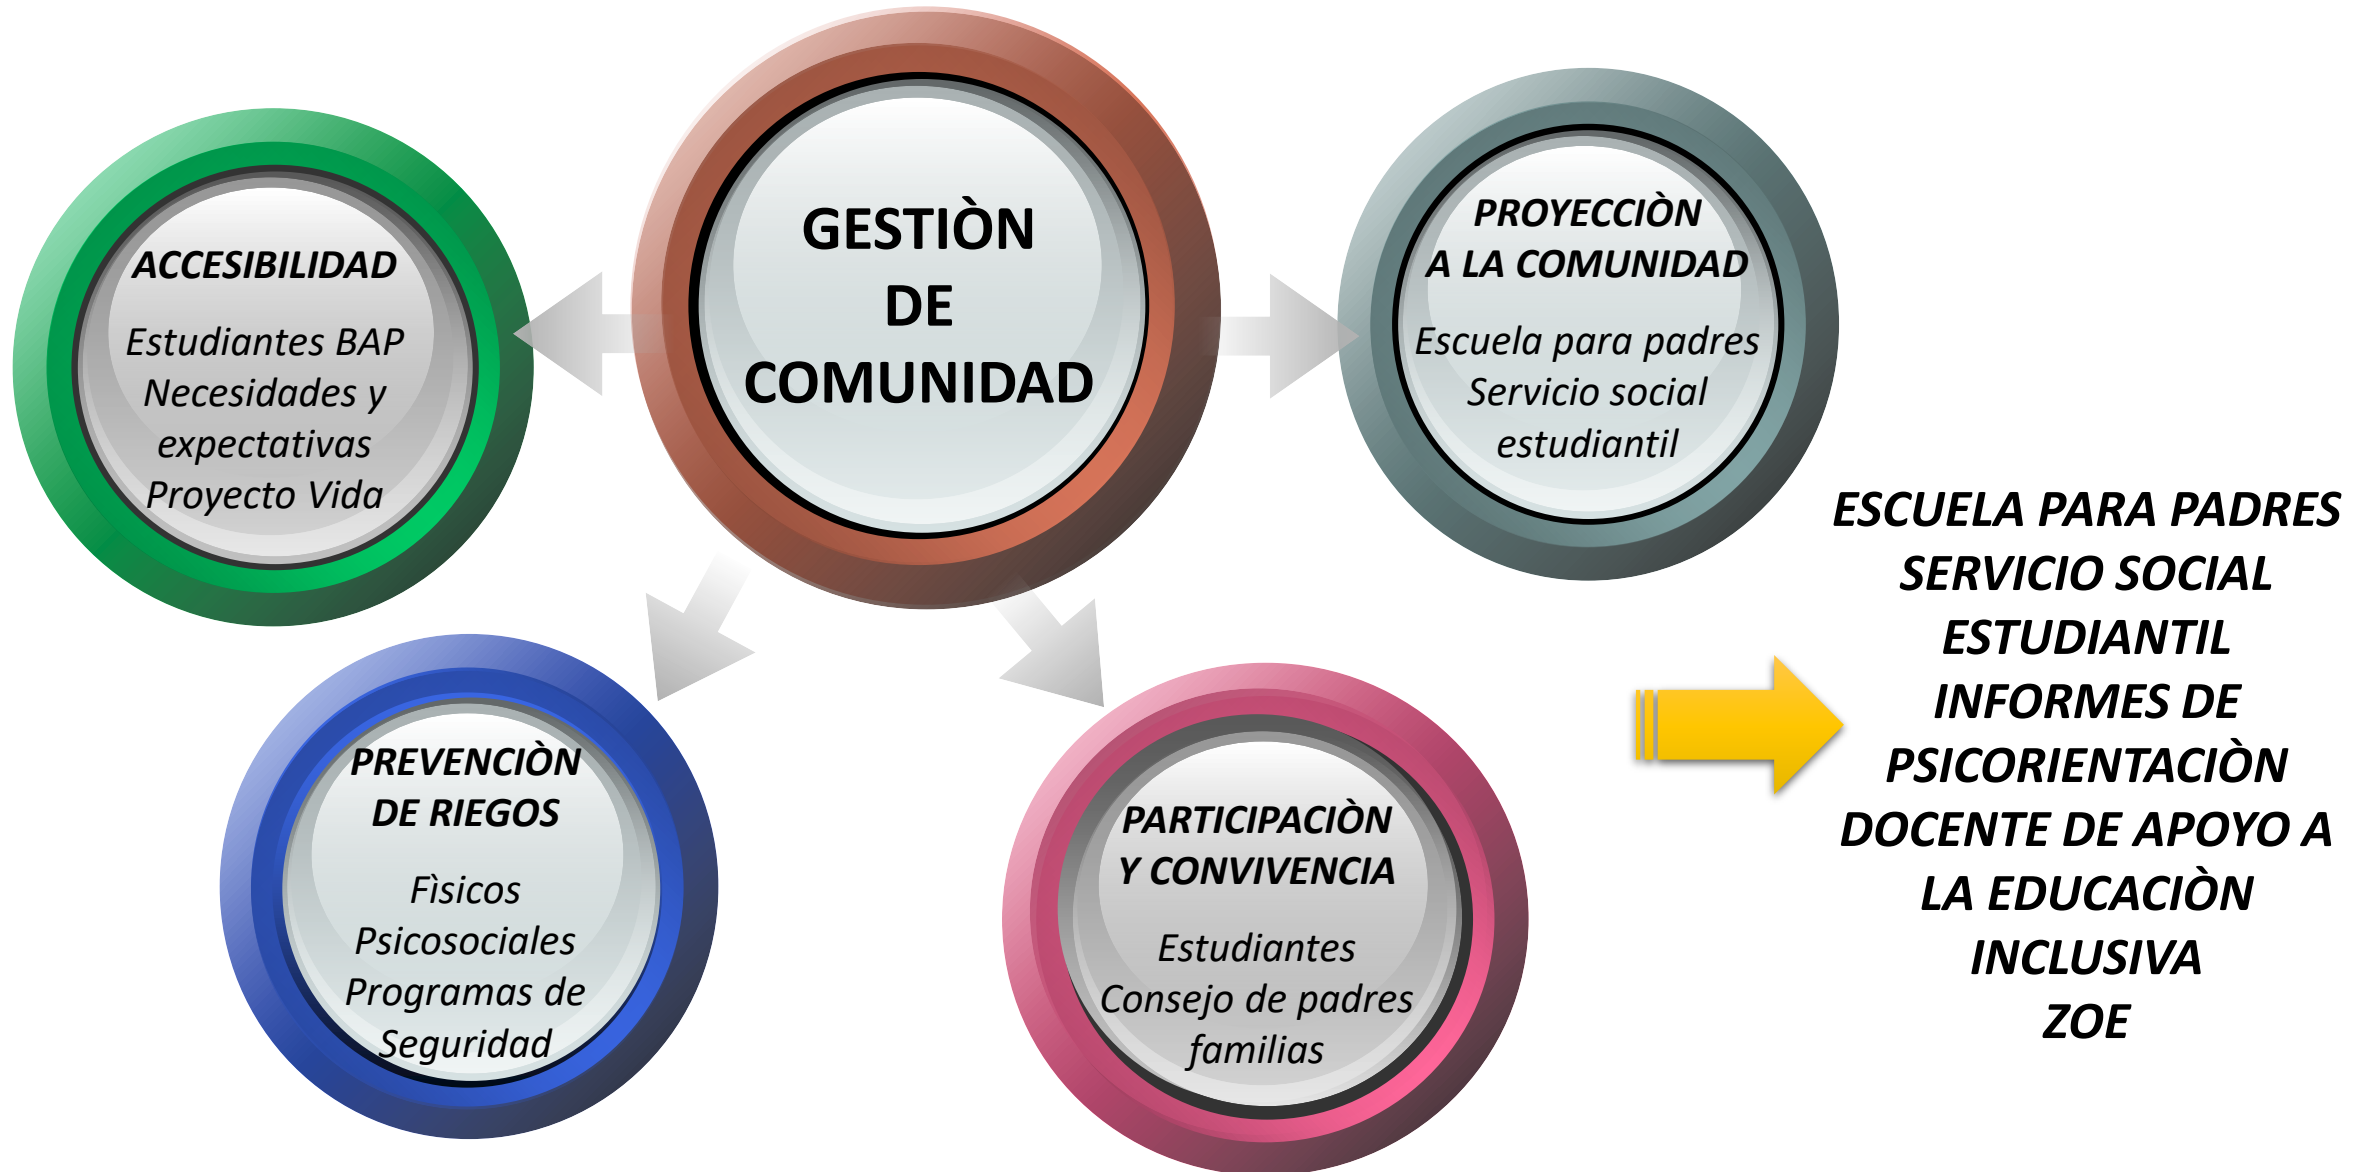 GESTIÒN
DE
COMUNIDAD
ACCESIBILIDAD
Estudiantes BAP
Necesidades y
expectativas
Proyecto Vida
PROYECCIÒN
A LA COMUNIDAD
Escuela para padres
Servicio social
estudiantil
PREVENCIÒN
DE RIEGOS
Fìsicos
Psicosociales
Programas de
Seguridad
PARTICIPACIÒN
Y CONVIVENCIA
Estudiantes
Consejo de padres
familias
ESCUELA PARA PADRES
SERVICIO SOCIAL
ESTUDIANTIL
INFORMES DE
PSICORIENTACIÒN
DOCENTE DE APOYO A
LA EDUCACIÒN
INCLUSIVA
ZOE